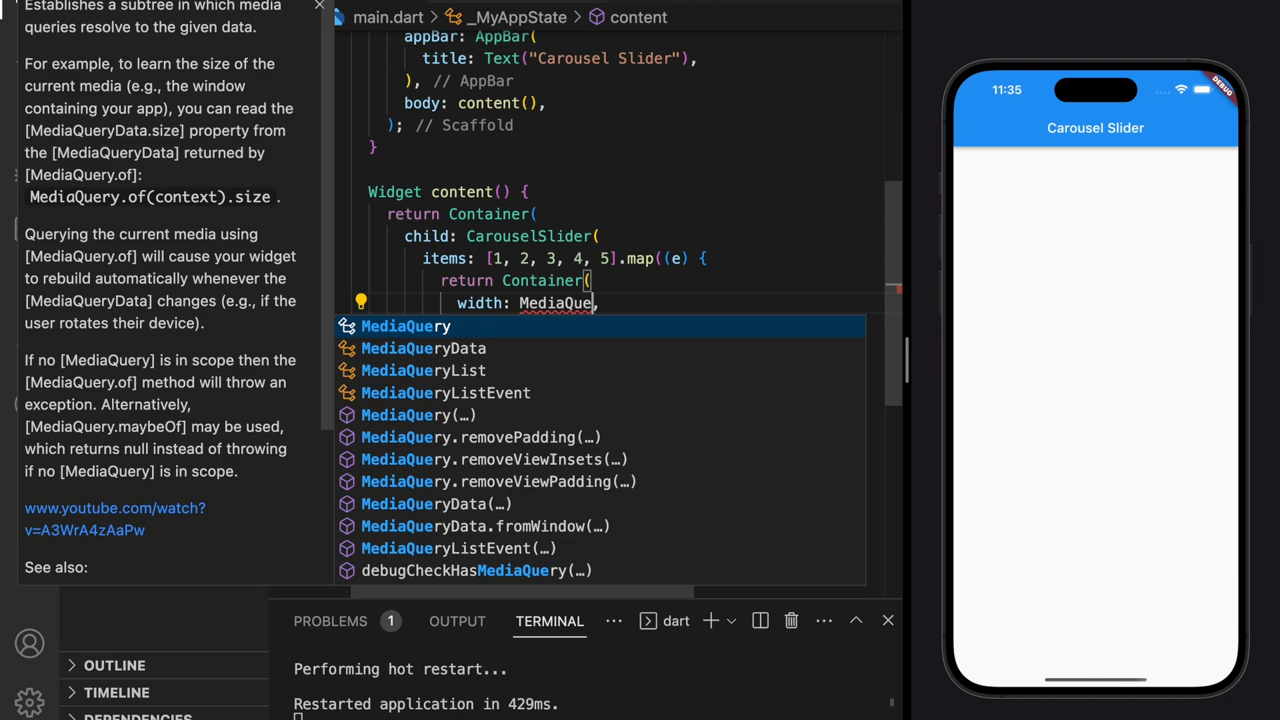 Establishes a subtree in which media
queries resolve to the given data.
For example, to learn the size of the
current media (e.g., the window
containing your app), you can read the
[MediaQueryData.size] property from
the [MediaQueryData] returned by
[MediaQuery.of]:
MediaQuery.of(context).size .
Querying the current media using
[MediaQuery.of] will cause your widget
to rebuild automatically whenever the
[MediaQueryData] changes (e.g., if the
user rotates their device).
If no [MediaQuery] is in scope then the
[MediaQuery.of] method will throw an
exception. Alternatively,
[MediaQuery.maybeOf] may be used,
which returns null instead of throwing
if no [MediaQuery] is in scope.
www.youtube.com/watch?
v=A3WrA4zAaPw
See also:
main.dart > _MyAppState > content
appBar: AppBar(
title: Text("Carousel Slider"),
), // AppBar
body: content(),
); // Scaffold
}
Widget content() {
return Container(
child: CarouselSlider(
items: [1, 2, 3, 4, 5].map((e) {
return Container(
width: MediaQue,
MediaQuery
MediaQueryData
MediaQueryList
MediaQueryListEvent
MediaQuery(…)
MediaQuery.removePadding(…)
MediaQuery.removeViewInsets(…)
MediaQuery.removeViewPadding(…)
MediaQueryData(…)
MediaQueryData.fromWindow(…)
MediaQueryListEvent(…)
debugCheckHasMediaQuery(…)
OUTLINE
TIMELINE
DEPENDENCIES
PROBLEMS 1 OUTPUT TERMINAL ··· dart
Performing hot restart...
Restarted application in 429ms.
11:35
DEBUG
Carousel Slider